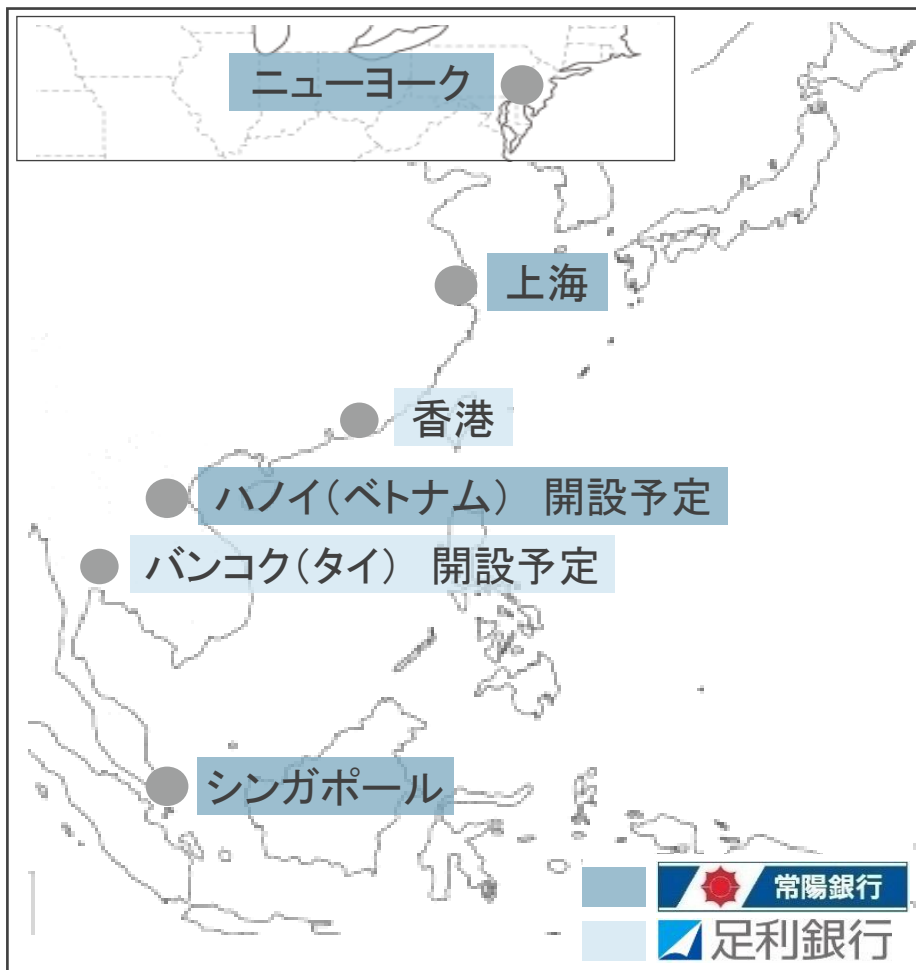 ニューヨーク
上海
香港
ハノイ（ベトナム）　開設予定
バンコク（タイ）　開設予定
シンガポール
常陽銀行
足利銀行